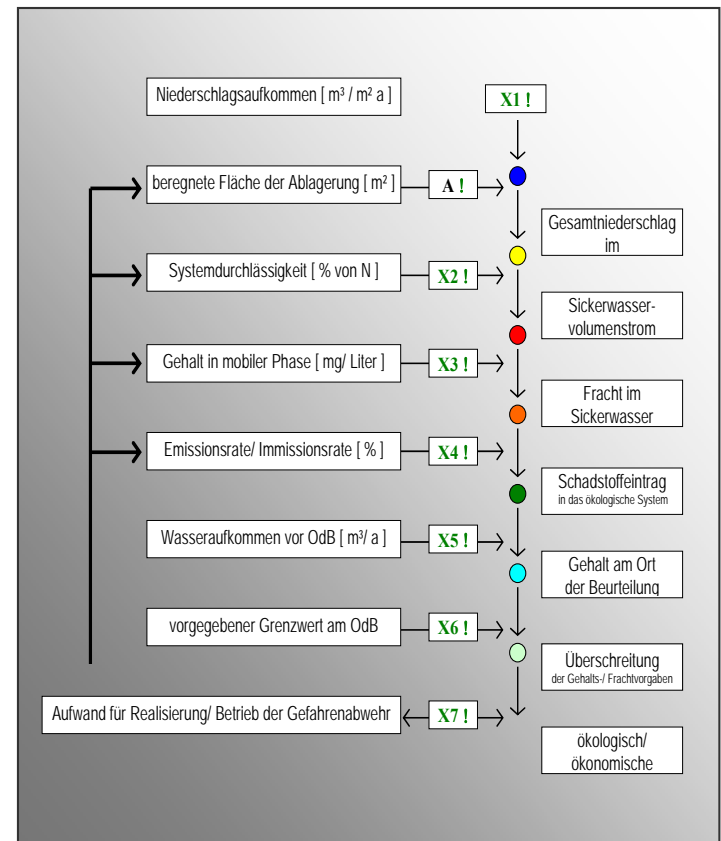 Niederschlagsaufkommen [ m³ / m² a ]
X1 !
beregnete Fläche der Ablagerung [ m² ]
A !
Gesamtniederschlag
im
Systemdurchlässigkeit [ % von N ]
X2 !
Sickerwasser-
volumenstrom
Gehalt in mobiler Phase [ mg/ Liter ]
X3 !
Fracht im
Sickerwasser
Emissionsrate/ Immissionsrate [ % ]
X4 !
Schadstoffeintrag
in das ökologische System
Wasseraufkommen vor OdB [ m³/ a ]
X5 !
Gehalt am Ort
der Beurteilung
vorgegebener Grenzwert am OdB
X6 !
Überschreitung
der Gehalts-/ Frachtvorgaben
Aufwand für Realisierung/ Betrieb der Gefahrenabwehr
X7 !
ökologisch/
ökonomische